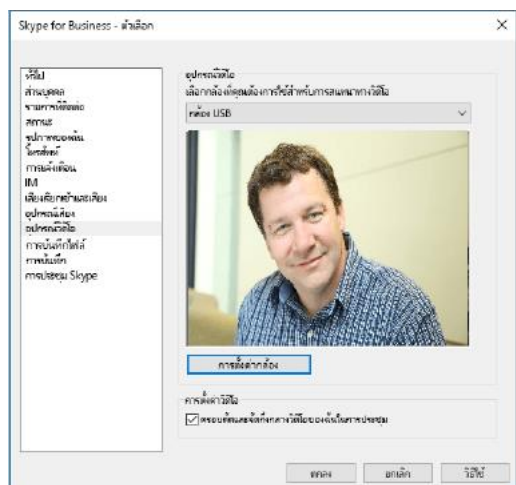 Skype for Business - ตัวเลือก
ทั่วไป
ส่วนบุคคล
รายการที่ติดต่อ
สถานะ
รูปภาพของฉัน
โทรศัพท์
การแจ้งเตือน
IM
เสียงเรียกเข้าและเสียง
อุปกรณ์เสียง
อุปกรณ์วิดีโอ
การบันทึกไฟล์
การบันทึก
การประชุม Skype
อุปกรณ์วิดีโอ
เลือกกล้องที่คุณต้องการใช้สำหรับการสนทนาทางวิดีโอ
กล้อง USB
การตั้งค่ากล้อง
การตั้งค่าวิดีโอ
ครอบตัดและจัดกึ่งกลางวิดีโอของฉันในการประชุม
ตกลง
ยกเลิก
วิธีใช้